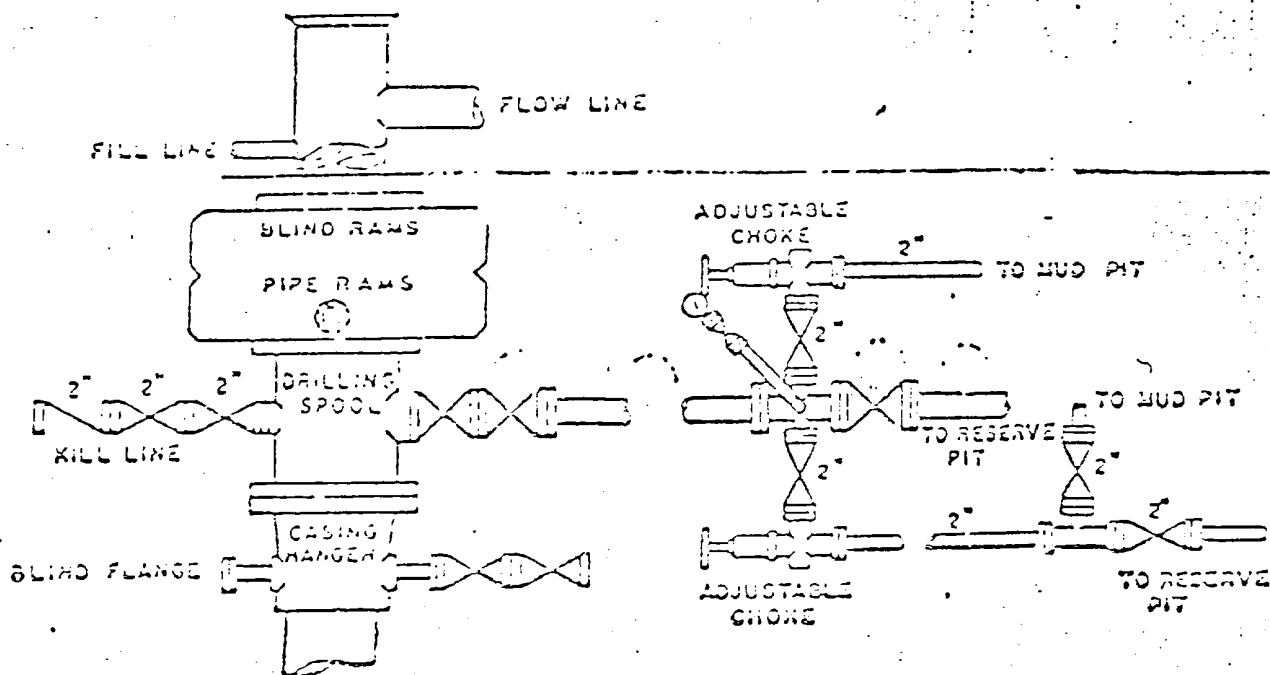 FLOW LINE
FILL LINE
BLIND RAMS
PIPE RAMS
ADJUSTABLE
CHOKE
2"
TO MUD PIT
2"
2" 2" 2"
DRILLING
SPOOL
KILL LINE
TO MUD PIT
TO RESERVE
PIT
2"
2"
CASING
HANGER
BLIND FLANGE
2"
2"
ADJUSTABLE
CHOKE
TO RESERVE
PIT